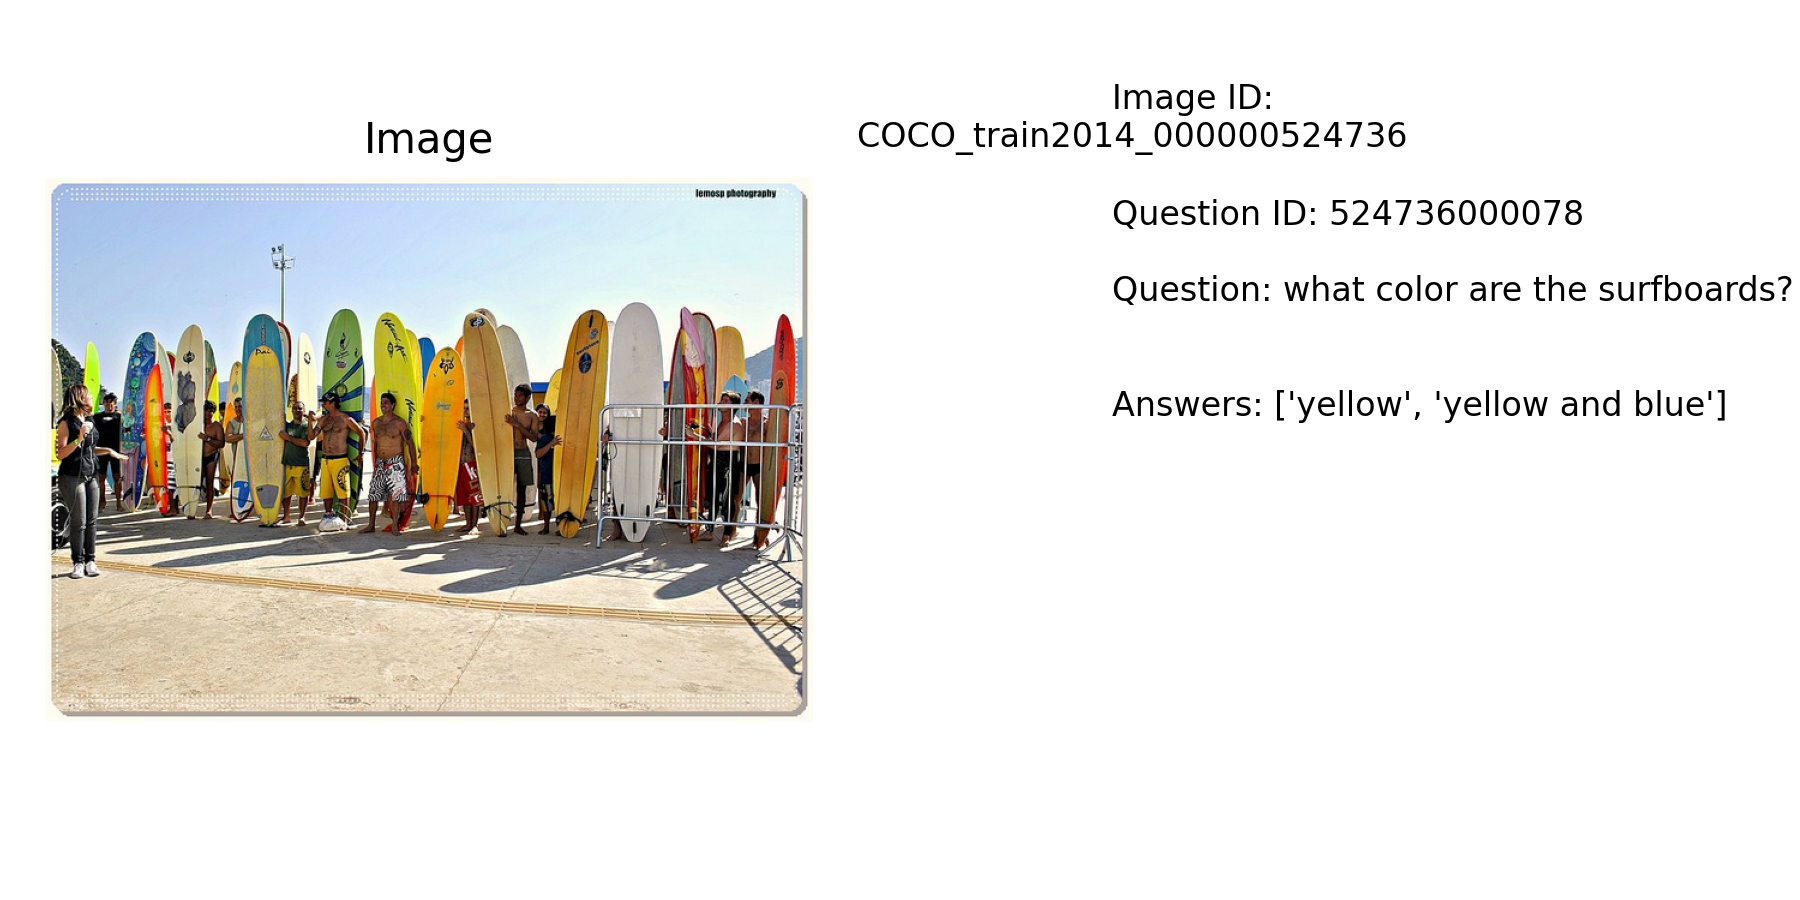 Image
lemosp photography
Image ID:
COCO_train2014_000000524736
Question ID: 524736000078
Question: what color are the surfboards?
Answers: ['yellow', 'yellow and blue']